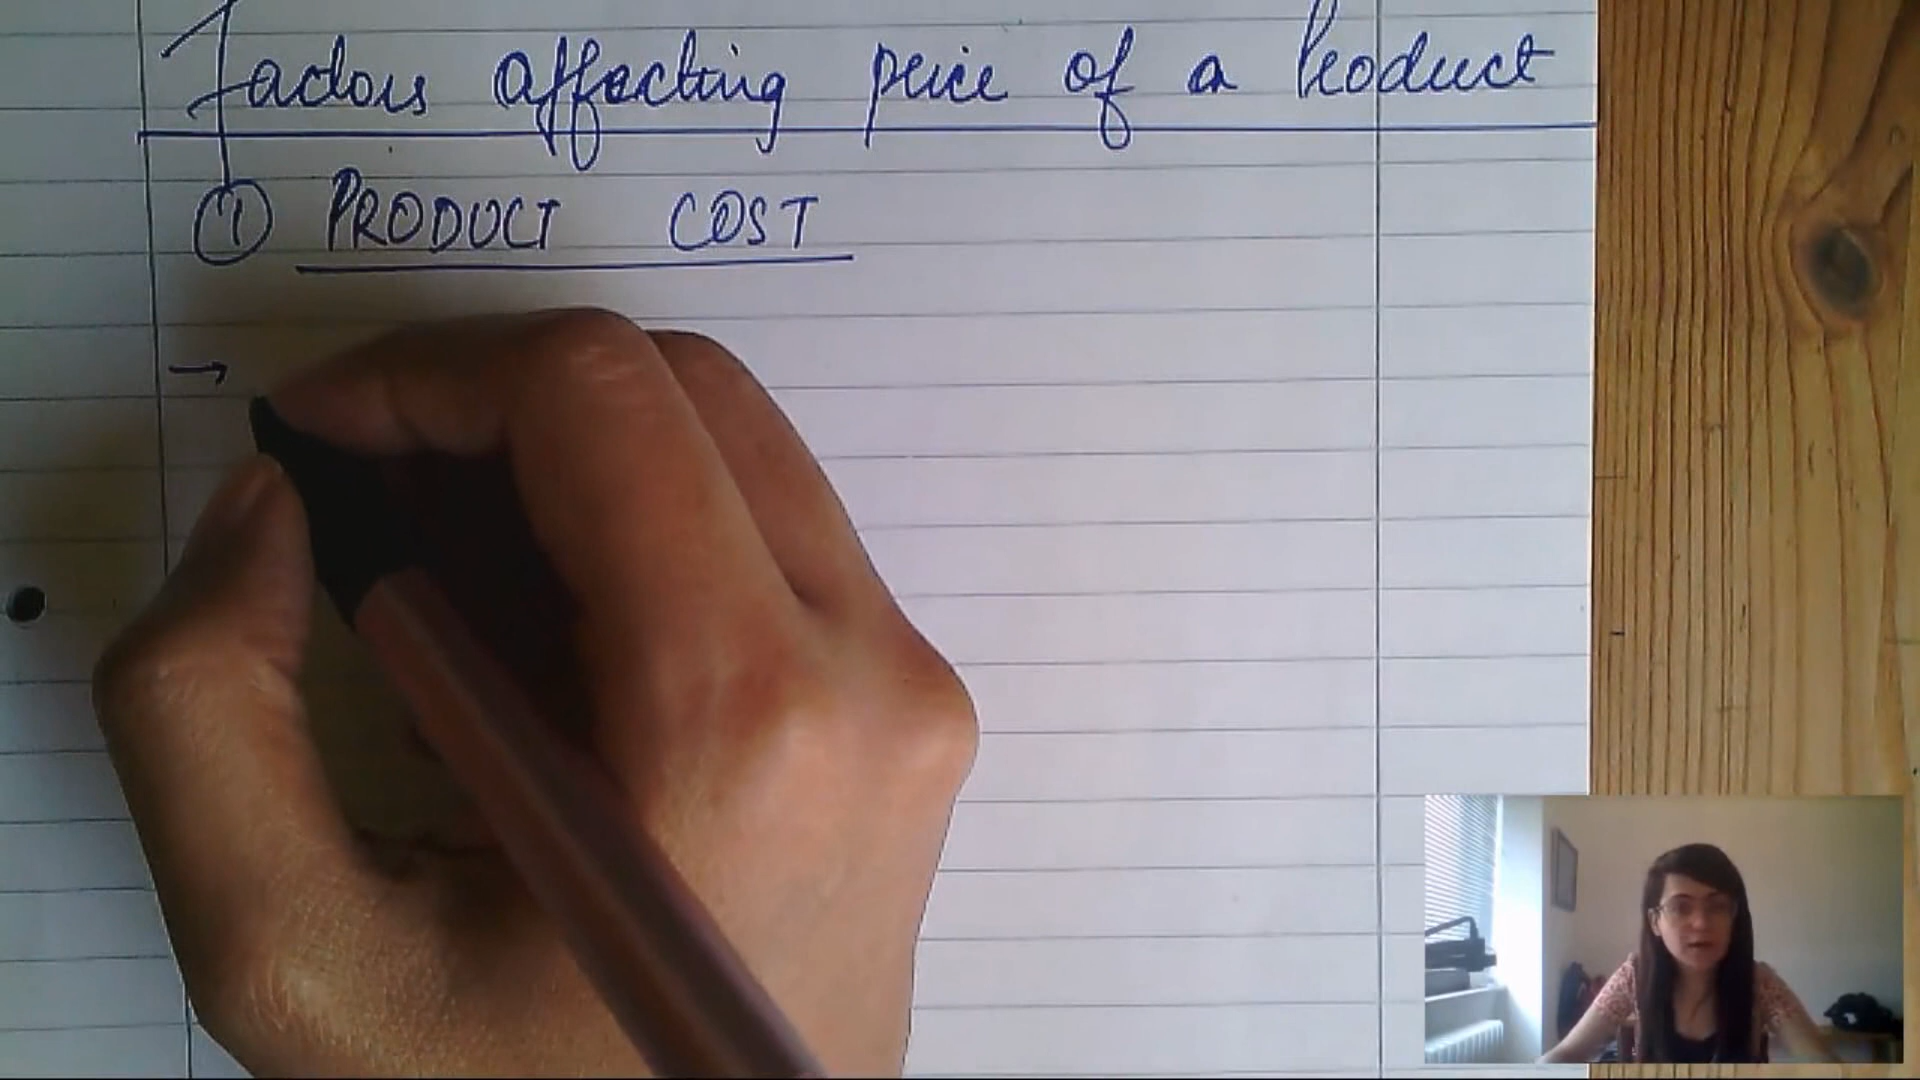 Factors affecting price of a Product
① PRODUCT COST
→